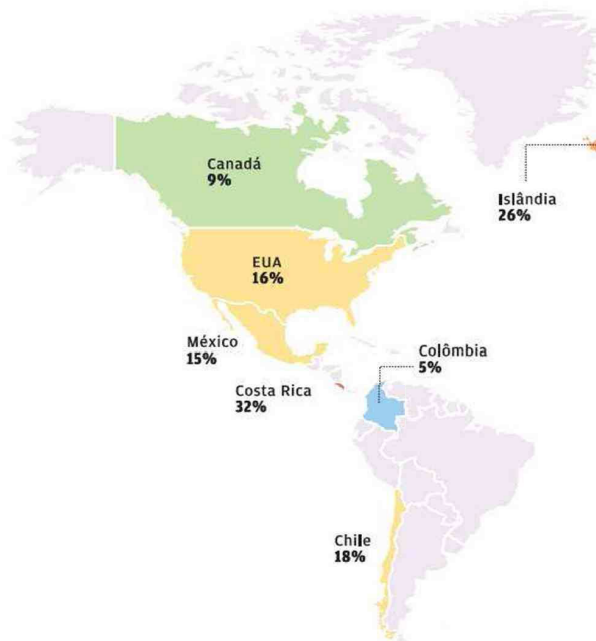 Canadá
9%
Islândia
26%
EUA
16%
México
15%
Colômbia
5%
Costa Rica
32%
Chile
18%